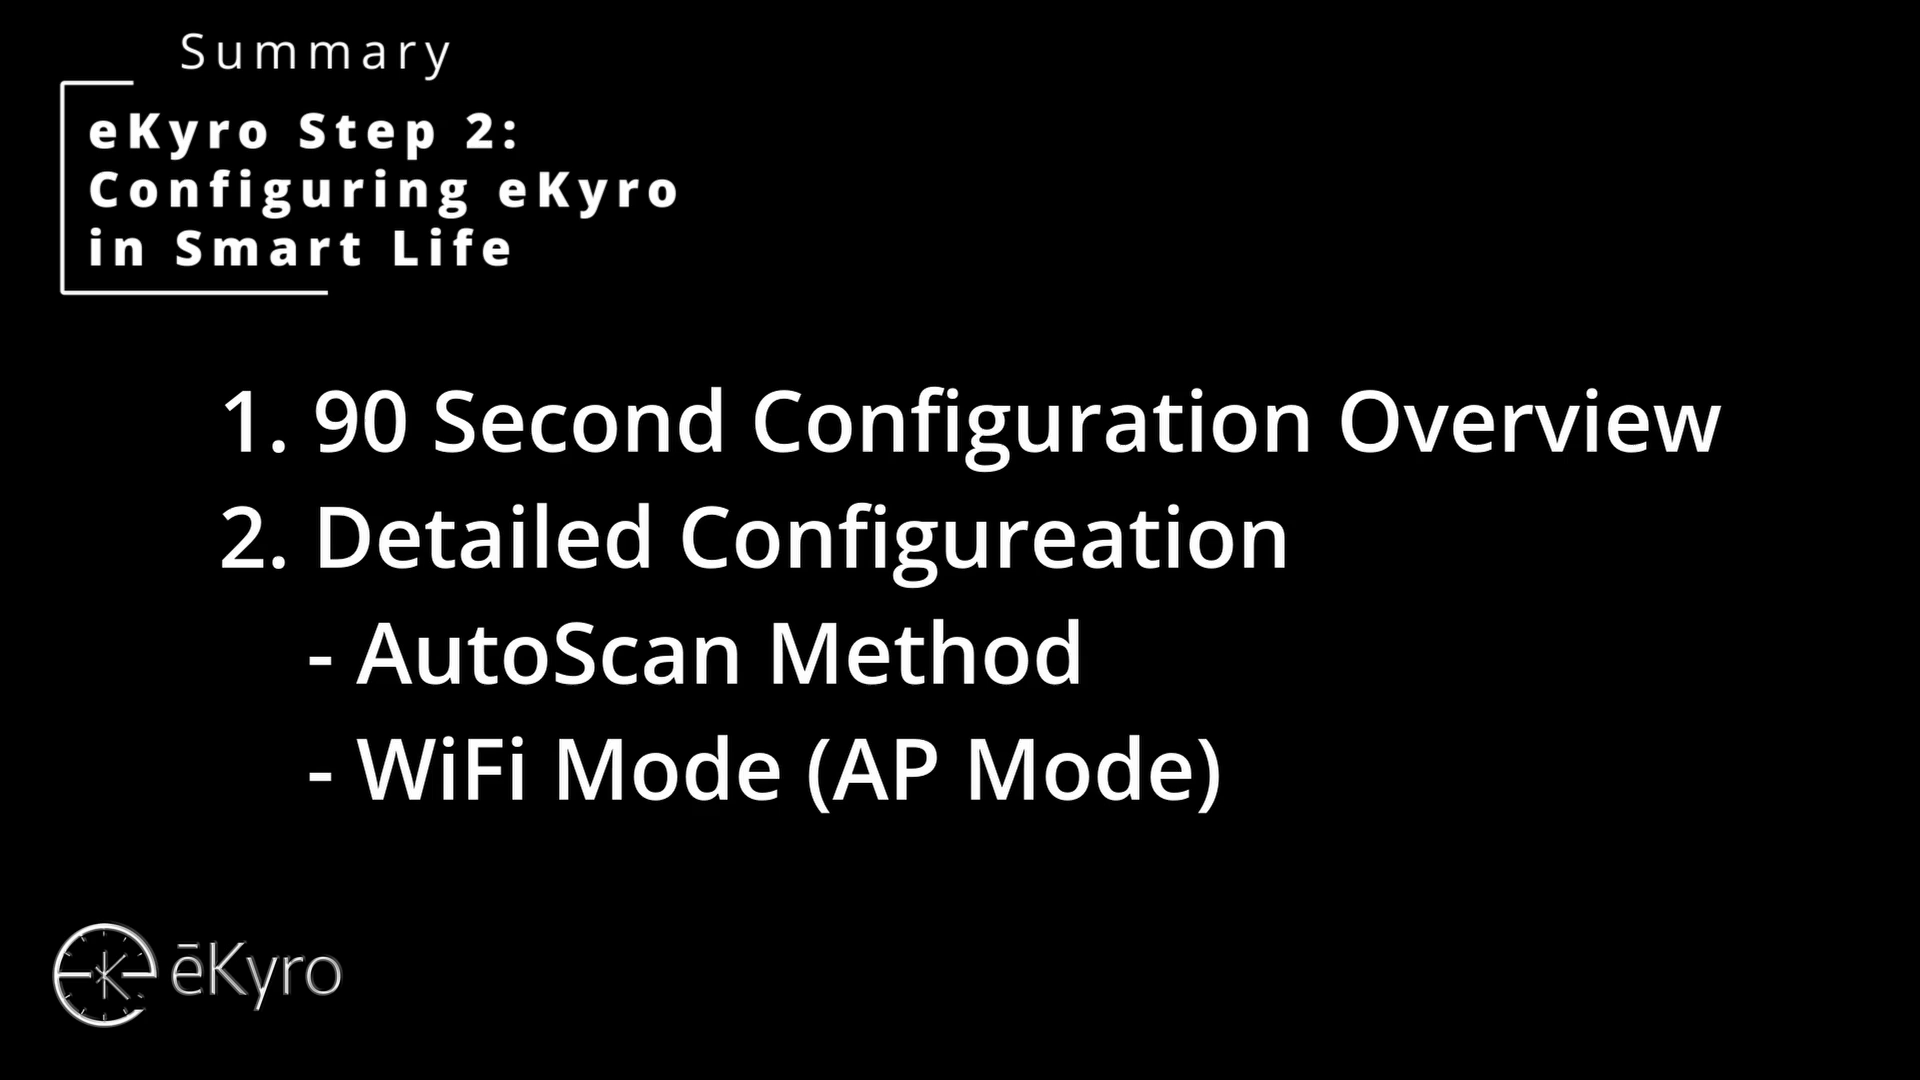 Summary
eKyro Step 2:
Configuring eKyro
in Smart Life
1. 90 Second Configuration Overview
2. Detailed Configureation
- AutoScan Method
- WiFi Mode (AP Mode)
ēKyro